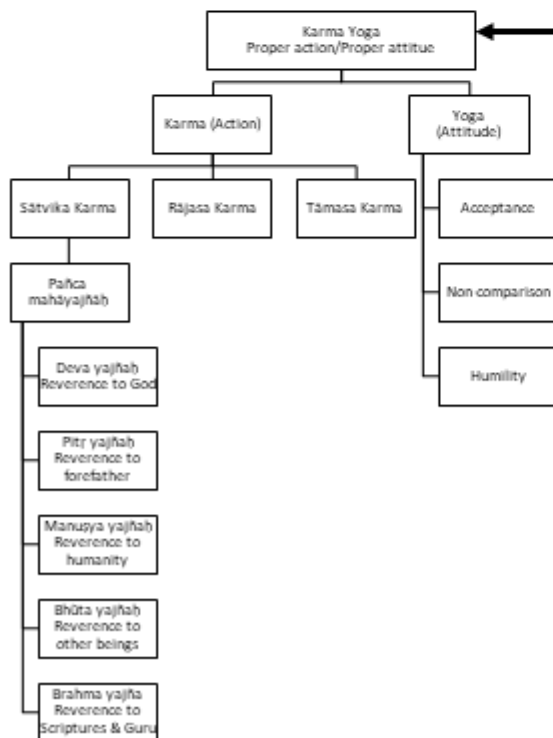 Karma Yoga
Proper action/Proper attitue
Karma (Action)
Yoga
(Attitude)
Sātvika Karma
Rājasa Karma
Tāmasa Karma
Acceptance
Pañca
mahāyajñāḥ
Non comparison
Deva yajñaḥ
Reverence to God
Humility
Pitṛ yajñaḥ
Reverence to
forefather
Manuṣya yajñaḥ
Reverence to
humanity
Bhūta yajñaḥ
Reverence to
other beings
Brahma yajña
Reverence to
Scriptures & Guru